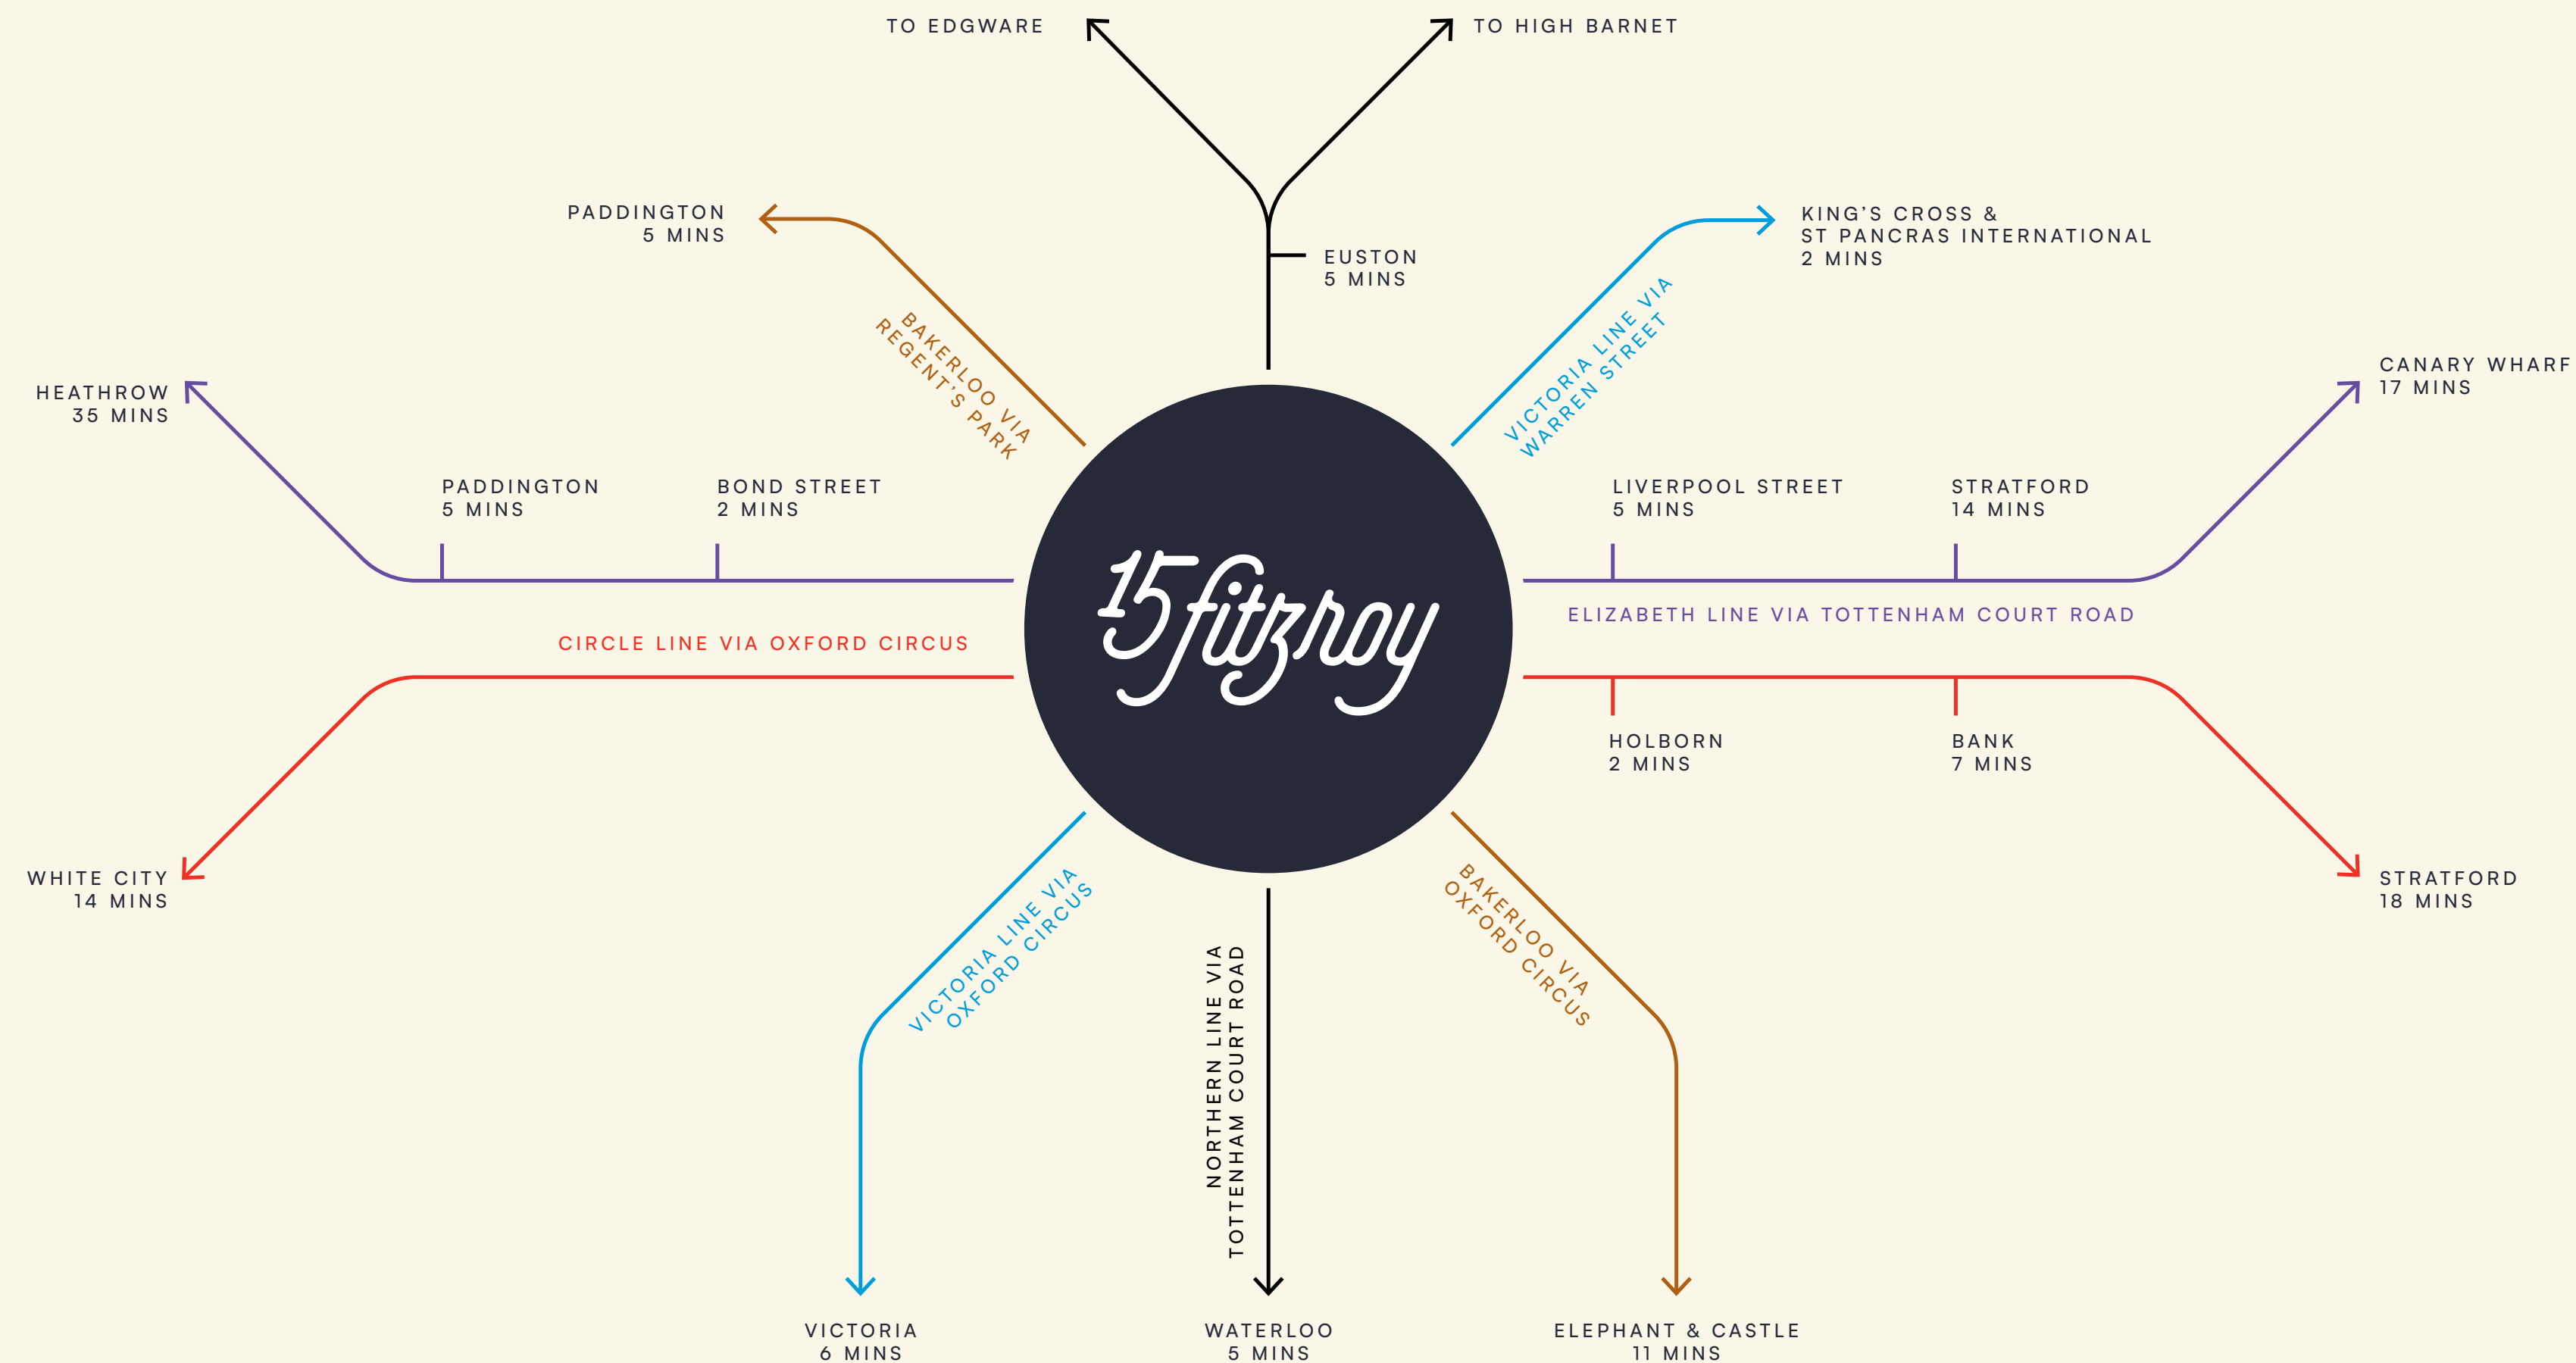 TO EDGWARE
TO HIGH BARNET
PADDINGTON
5 MINS
KING’S CROSS &
ST PANCRAS INTERNATIONAL
2 MINS
EUSTON
5 MINS
BAKERLOO VIA
REGENT’S PARK
VICTORIA LINE VIA
WARREN STREET
HEATHROW
35 MINS
CANARY WHARF
17 MINS
PADDINGTON
5 MINS
BOND STREET
2 MINS
LIVERPOOL STREET
5 MINS
STRATFORD
14 MINS
15 fitzroy
ELIZABETH LINE VIA TOTTENHAM COURT ROAD
CIRCLE LINE VIA OXFORD CIRCUS
HOLBORN
2 MINS
BANK
7 MINS
WHITE CITY
14 MINS
STRATFORD
18 MINS
VICTORIA LINE VIA
OXFORD CIRCUS
NORTHERN LINE VIA
TOTTENHAM COURT ROAD
BAKERLOO VIA
OXFORD CIRCUS
VICTORIA
6 MINS
WATERLOO
5 MINS
ELEPHANT & CASTLE
11 MINS